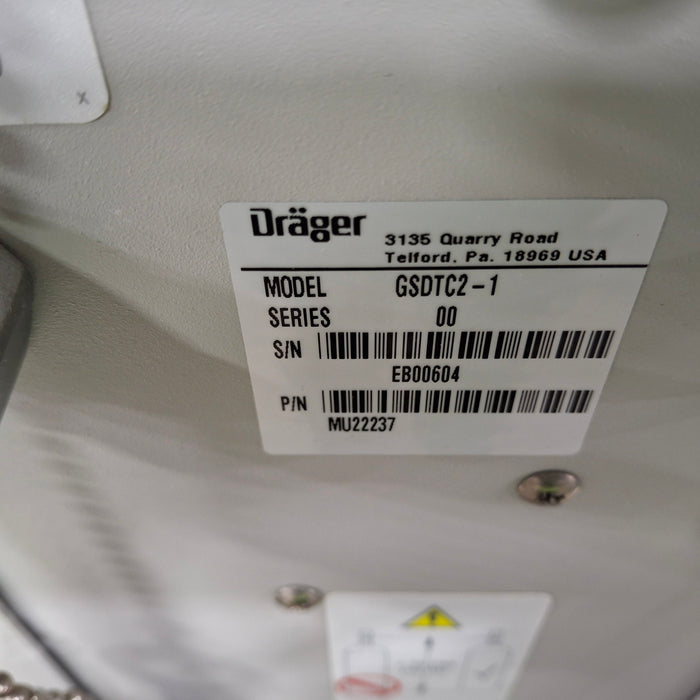 Dräger
3135 Quarry Road
Telford, Pa. 18969 USA
MODEL GSDTC2-1
SERIES 00
S/N
EB00604
P/N
MU22237